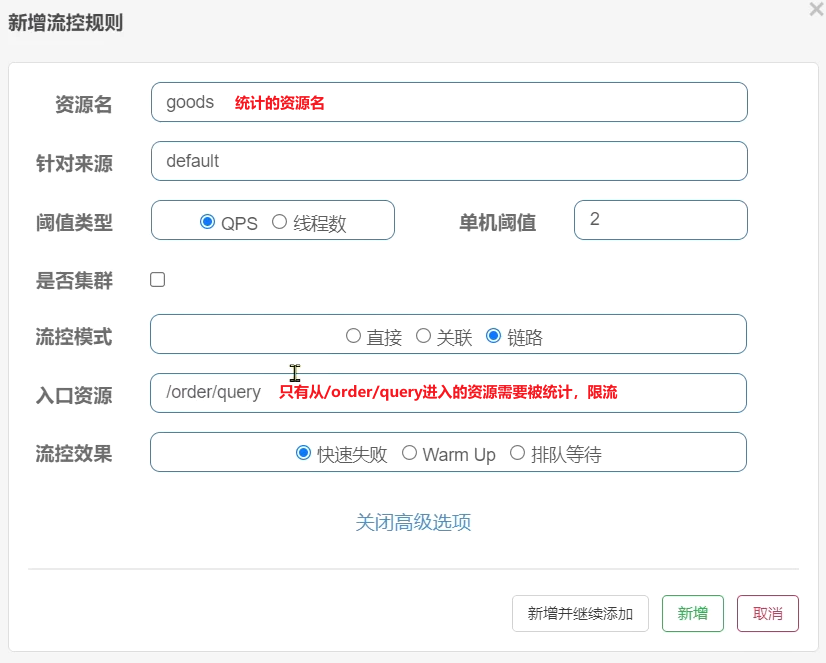 新增流控规则
资源名 goods 统计的资源名
针对来源 default
阈值类型 QPS 线程数 单机阈值 2
是否集群
流控模式 直接 关联 链路
入口资源 /order/query 只有从/order/query进入的资源需要被统计，限流
流控效果 快速失败 Warm Up 排队等待
关闭高级选项
新增并继续添加 新增 取消